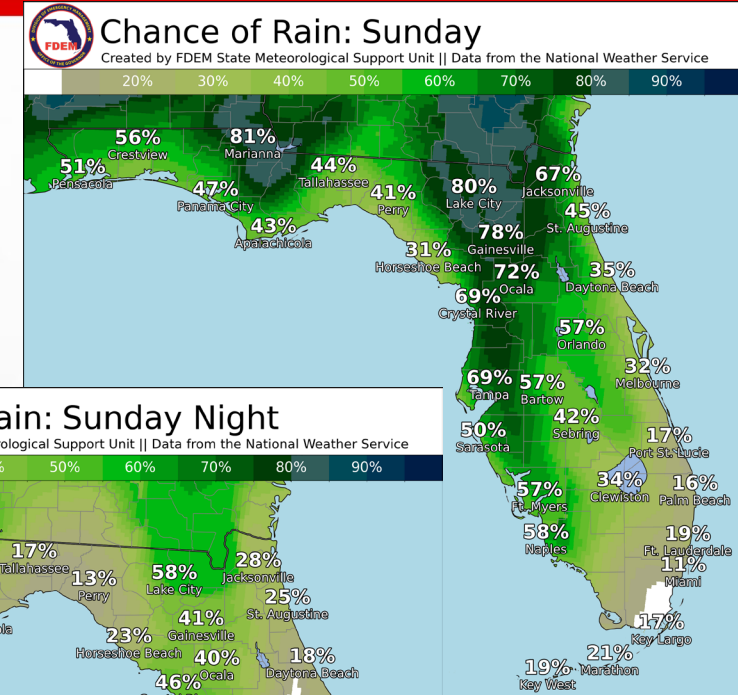 FDEM
Chance of Rain: Sunday
Created by FDEM State Meteorological Support Unit || Data from the National Weather Service
20% 30% 40% 50% 60% 70% 80% 90%
56%
Crestview
81%
Marianna
51%
Pensacola
47%
Panama City
44%
Tallahassee
43%
Apalachicola
41%
Perry
80%
Lake City
67%
Jacksonville
45%
St. Augustine
31%
Horseshoe Beach
78%
Gainesville
72%
Ocala
35%
Daytona Beach
69%
Crystal River
57%
Orlando
32%
Melbourne
69%
Tampa
57%
Bartow
42%
Sebring
50%
Sarasota
17%
Port St. Lucie
34%
Clewiston
16%
Palm Beach
57%
Ft. Myers
58%
Naples
19%
Ft. Lauderdale
11%
Miami
17%
Key Largo
21%
Marathon
19%
Key West
ain: Sunday Night
ological Support Unit || Data from the National Weather Service
% 50% 60% 70% 80% 90%
17%
Tallahassee
13%
Perry
58%
Lake City
28%
Jacksonville
25%
St. Augustine
la
23%
Horseshoe Beach
41%
Gainesville
40%
Ocala
18%
Daytona Beach
46%